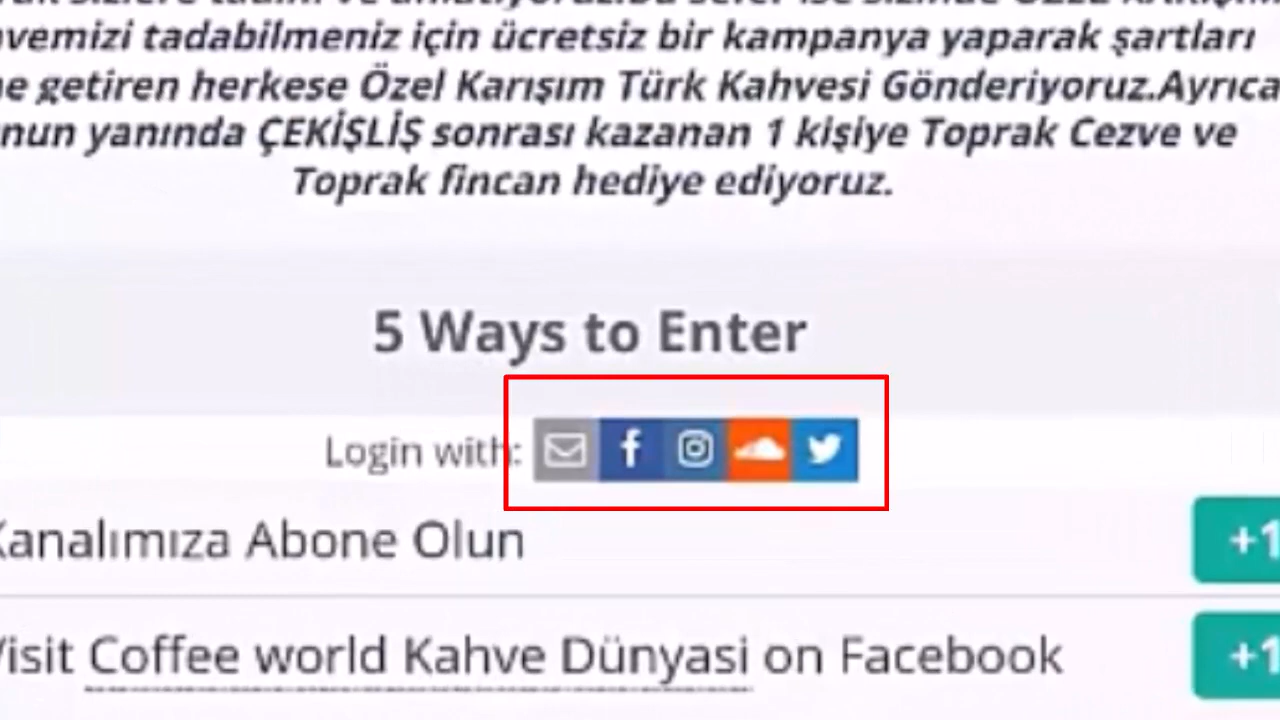 tadabilmeniz için ücretsiz bir kampanya yaparak şartları
getiren herkese Özel Karışım Türk Kahvesi Gönderiyoruz.Ayrıca
yanında ÇEKİŞLİŞ sonrası kazanan 1 kişiye Toprak Cezve ve
Toprak fincan hediye ediyoruz.
5 Ways to Enter
Login with:
Kanalımıza Abone Olun
+1
Visit Coffee world Kahve Dünyasi on Facebook
+1